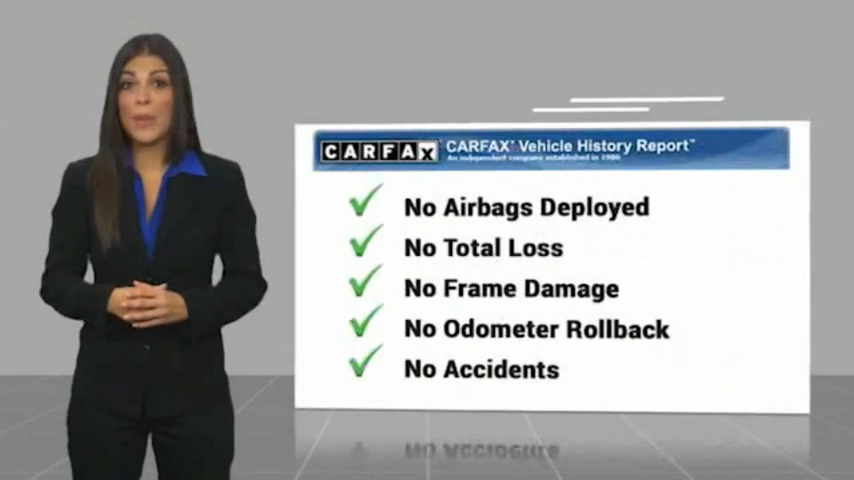 CARFAX CARFAX® Vehicle History Report™
An independent company established in 1986
No Airbags Deployed
No Total Loss
No Frame Damage
No Odometer Rollback
No Accidents